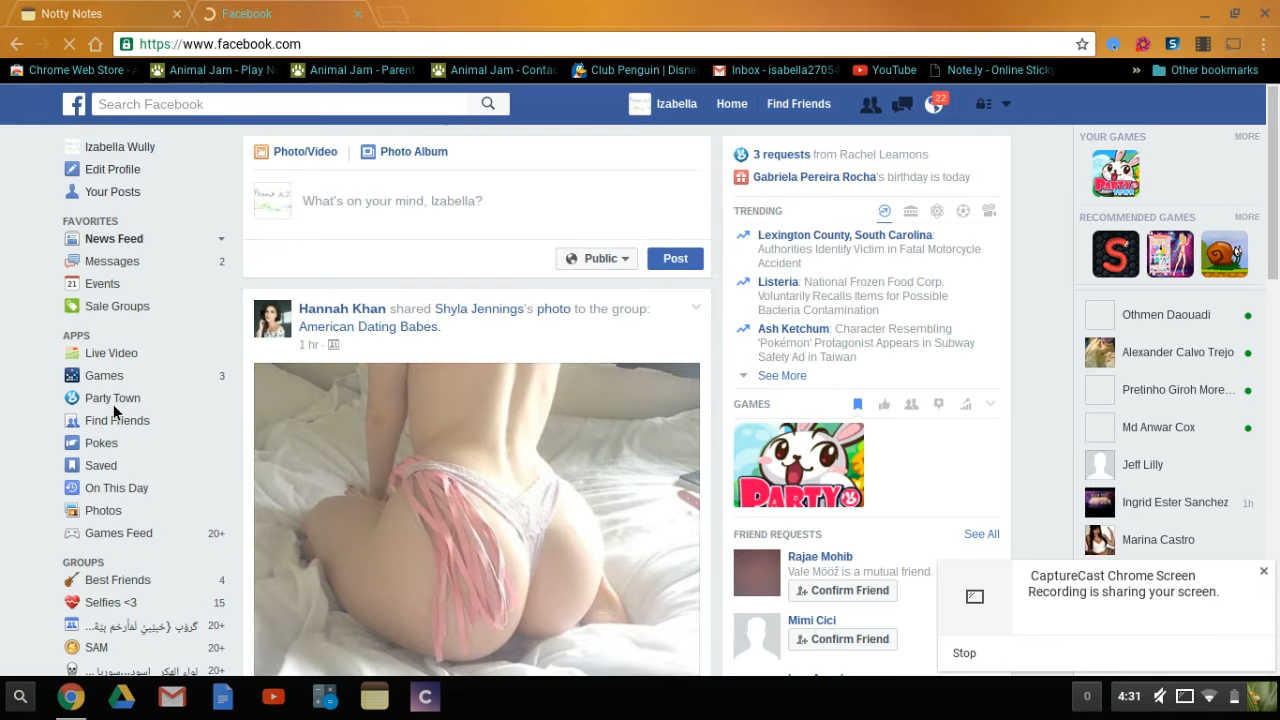 Notty Notes
Facebook
https://www.facebook.com
Chrome Web Store -
Animal Jam - Play N
Animal Jam - Parent
Animal Jam - Contac
Club Penguin | Disne
Inbox - isabella27054
YouTube
Note.ly - Online Stick
»
Other bookmarks
Search Facebook
Izabella
Home
Find Friends
22
Izabella Wully
Edit Profile
Your Posts
FAVORITES
News Feed
Messages 2
Events
Sale Groups
APPS
Live Video
Games 3
Party Town
Find Friends
Pokes
Saved
On This Day
Photos
Games Feed 20+
GROUPS
Best Friends 4
Selfies <3 15
20+
SAM 20+
20+
Photo/Video
Photo Album
What's on your mind, Izabella?
Public
Post
Hannah Khan shared Shyla Jennings's photo to the group:
American Dating Babes.
1 hr ·
3 requests from Rachel Leamons
Gabriela Pereira Rocha's birthday is today
TRENDING
Lexington County, South Carolina:
Authorities Identify Victim in Fatal Motorcycle
Accident
Listeria: National Frozen Food Corp.
Voluntarily Recalls Items for Possible
Bacteria Contamination
Ash Ketchum: Character Resembling
'Pokémon' Protagonist Appears in Subway
Safety Ad in Taiwan
See More
GAMES
PARTY
FRIEND REQUESTS
See All
Rajae Mohib
Vale Mööž is a mutual friend.
Confirm Friend
Mimi Cici
Confirm Friend
YOUR GAMES
MORE
RECOMMENDED GAMES
MORE
Othmen Daouadi
Alexander Calvo Trejo
Pretinho Giroh More...
Md Anwar Cox
Jeff Lilly
Ingrid Ester Sanchez 1h
Marina Castro
CaptureCast Chrome Screen
Recording is sharing your screen.
Stop
C
0
4:31